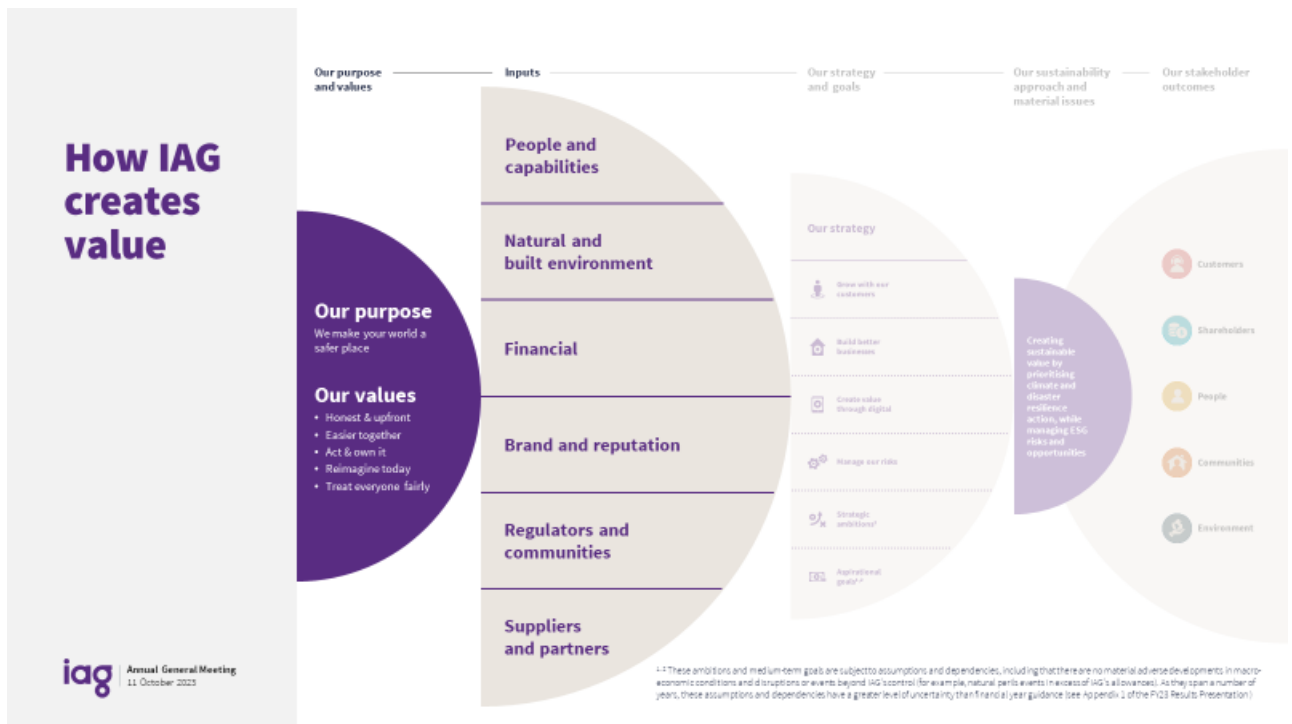 How IAG
creates
value
Our purpose
and values
Inputs
Our strategy
and goals
Our sustainability
approach and
material issues
Our stakeholder
outcomes
Our purpose
We make your world a
safer place
Our values
• Honest & upfront
• Easier together
• Act & own it
• Reimagine today
• Treat everyone fairly
People and
capabilities
Natural and
built environment
Financial
Brand and reputation
Regulators and
communities
Suppliers
and partners
Our strategy
Grow with our
customers
Build better
businesses
Create value
through digital
Manage our risks
Strategic
ambitions¹
Aspirational
goals¹·²
Creating
sustainable
value by
prioritising
climate and
disaster
resilience
action, while
managing ESG
risks and
opportunities
Customers
Shareholders
People
Communities
Environment
iag
Annual General Meeting
11 October 2023
¹·² These ambitions and medium-term goals are subject to assumptions and dependencies, including that there are no material adverse developments in macro-
economic conditions and disruptions or events beyond IAG's control (for example, natural perils events in excess of IAG's allowances). As they span a number of
years, these assumptions and dependencies have a greater level of uncertainty than financial year guidance (see Appendix 1 of the FY23 Results Presentation)